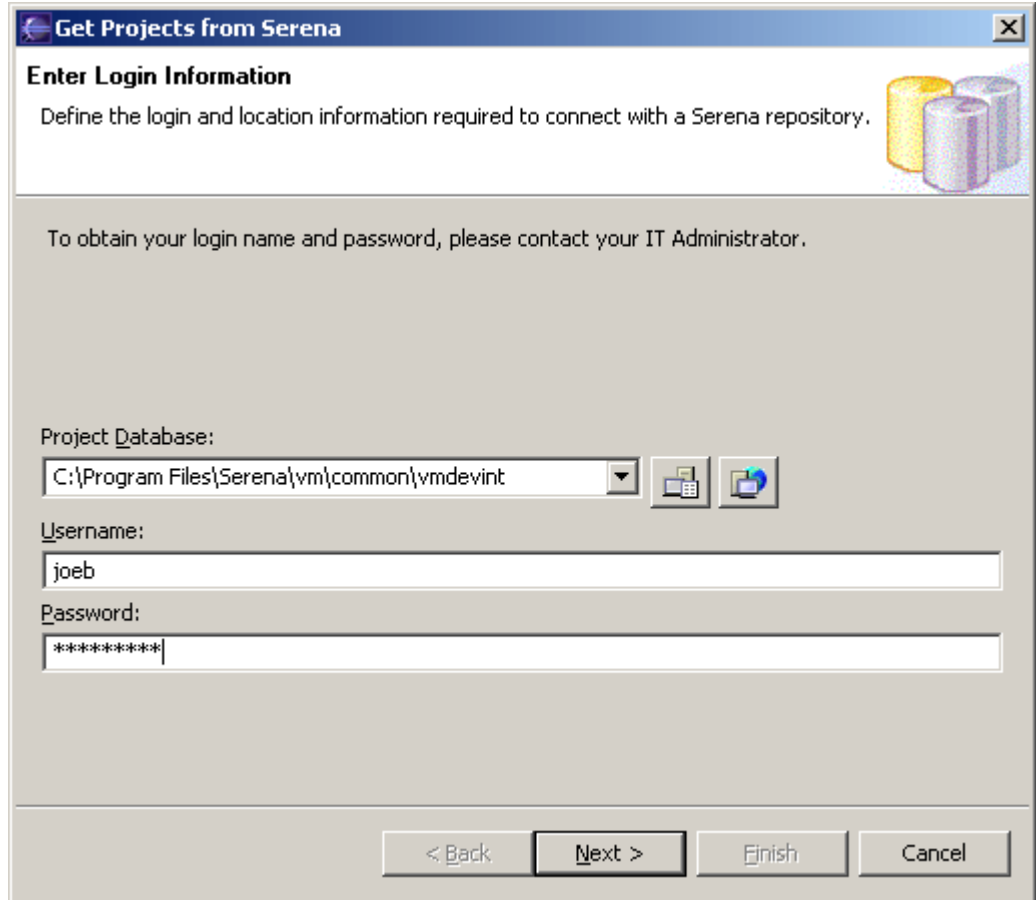 Get Projects from Serena
Enter Login Information
Define the login and location information required to connect with a Serena repository.
To obtain your login name and password, please contact your IT Administrator.
Project Database:
C:\Program Files\Serena\vm\common\vmdevint
Username:
joeb
Password:
*********
< Back Next > Finish Cancel